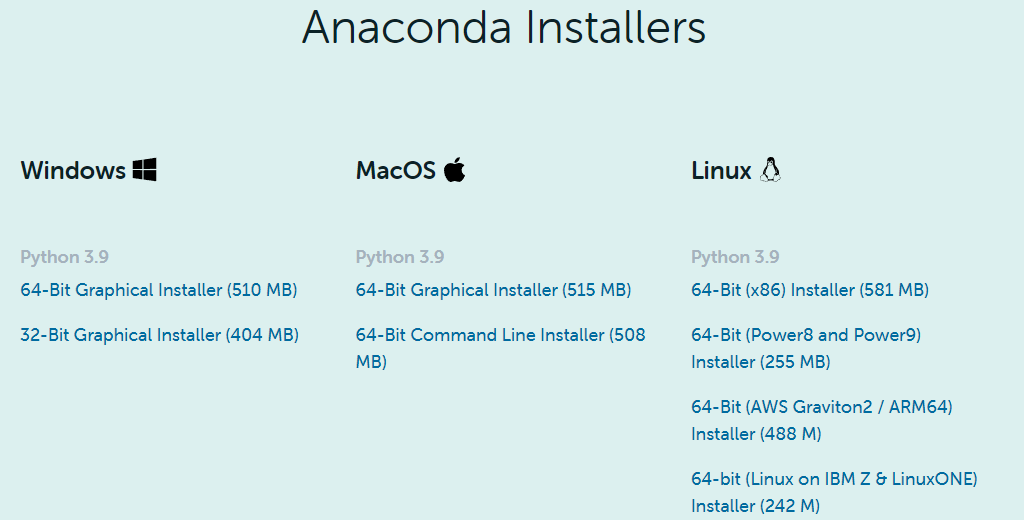 Anaconda Installers
Windows
MacOS
Linux
Python 3.9
64-Bit Graphical Installer (510 MB)
32-Bit Graphical Installer (404 MB)
Python 3.9
64-Bit Graphical Installer (515 MB)
64-Bit Command Line Installer (508
MB)
Python 3.9
64-Bit (x86) Installer (581 MB)
64-Bit (Power8 and Power9)
Installer (255 MB)
64-Bit (AWS Graviton2 / ARM64)
Installer (488 M)
64-bit (Linux on IBM Z & LinuxONE)
Installer (242 M)